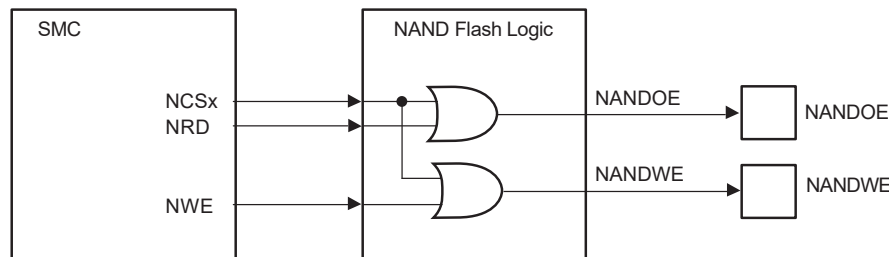 SMC
NAND Flash Logic
NCSx
NRD
NWE
NANDOE
NANDOE
NANDWE
NANDWE